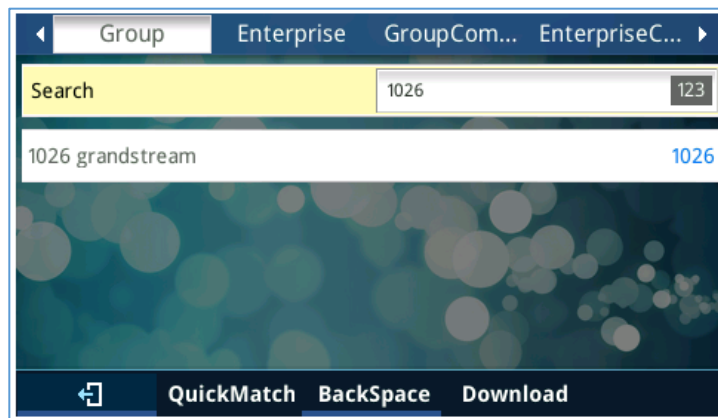 Group Enterprise GroupCom... EnterpriseC...
Search 1026 123
1026 grandstream 1026
QuickMatch BackSpace Download